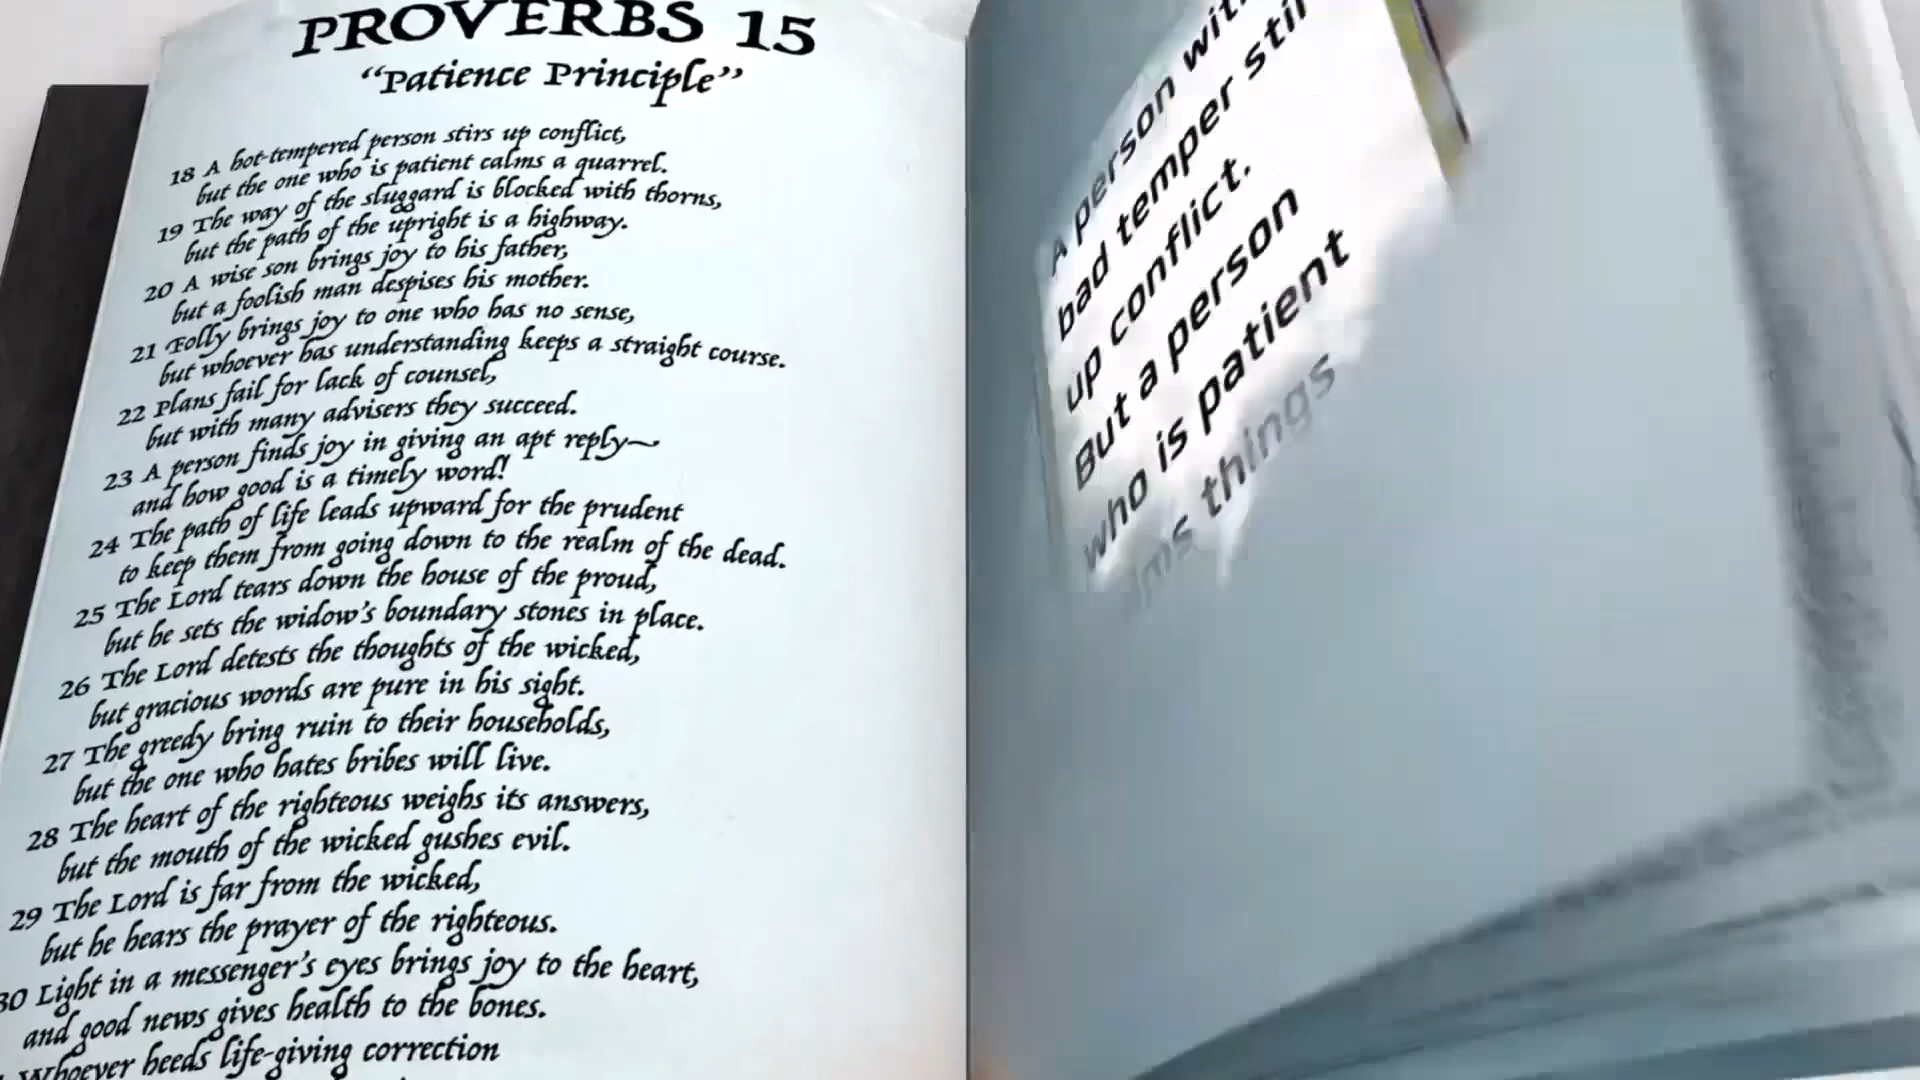 PROVERBS 15
“Patience Principle”
18 A hot-tempered person stirs up conflict,
but the one who is patient calms a quarrel.
19 The way of the sluggard is blocked with thorns,
but the path of the upright is a highway.
20 A wise son brings joy to his father,
but a foolish man despises his mother.
21 Folly brings joy to one who has no sense,
but whoever has understanding keeps a straight course.
22 Plans fail for lack of counsel,
but with many advisers they succeed.
23 A person finds joy in giving an apt reply—
and how good is a timely word!
24 The path of life leads upward for the prudent
to keep them from going down to the realm of the dead.
25 The Lord tears down the house of the proud,
but he sets the widow’s boundary stones in place.
26 The Lord detests the thoughts of the wicked,
but gracious words are pure in his sight.
27 The greedy bring ruin to their households,
but the one who hates bribes will live.
28 The heart of the righteous weighs its answers,
but the mouth of the wicked gushes evil.
29 The Lord is far from the wicked,
but he hears the prayer of the righteous.
30 Light in a messenger’s eyes brings joy to the heart,
and good news gives health to the bones.
Whoever heeds life-giving correction
A person
bad temper
up conflict.
But a person
who is patient
things